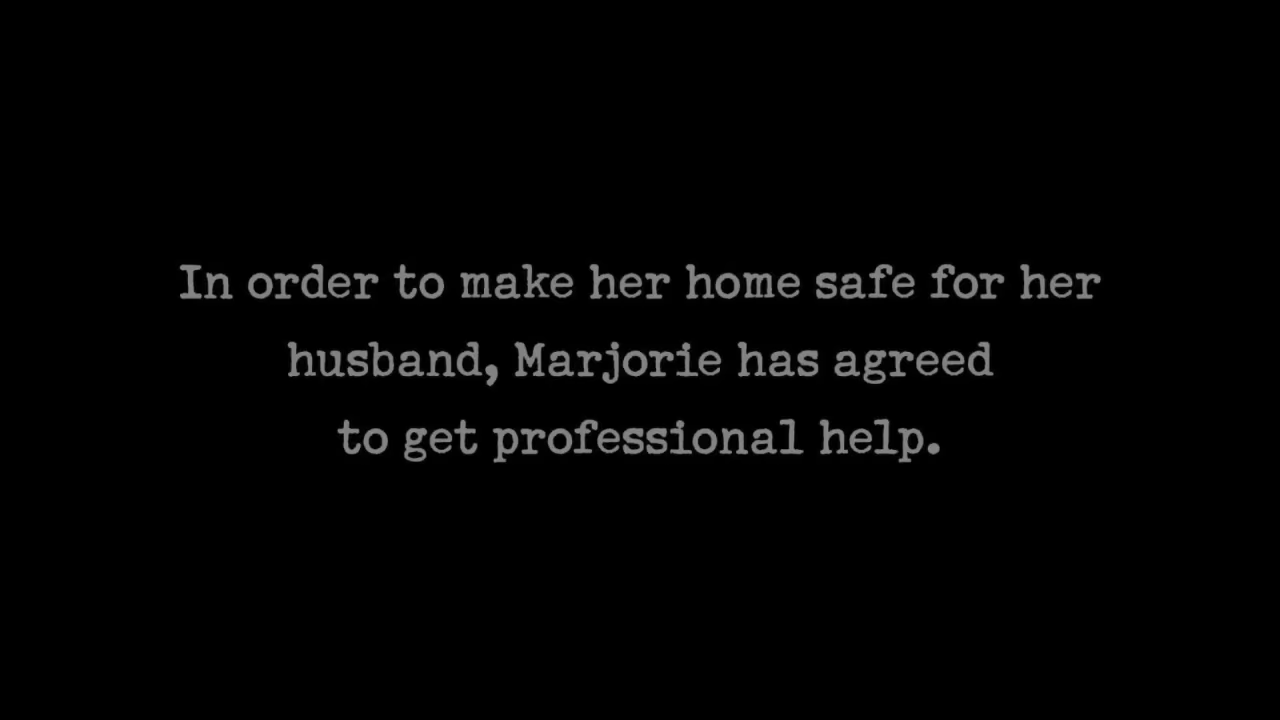 In order to make her home safe for her
husband, Marjorie has agreed
to get professional help.